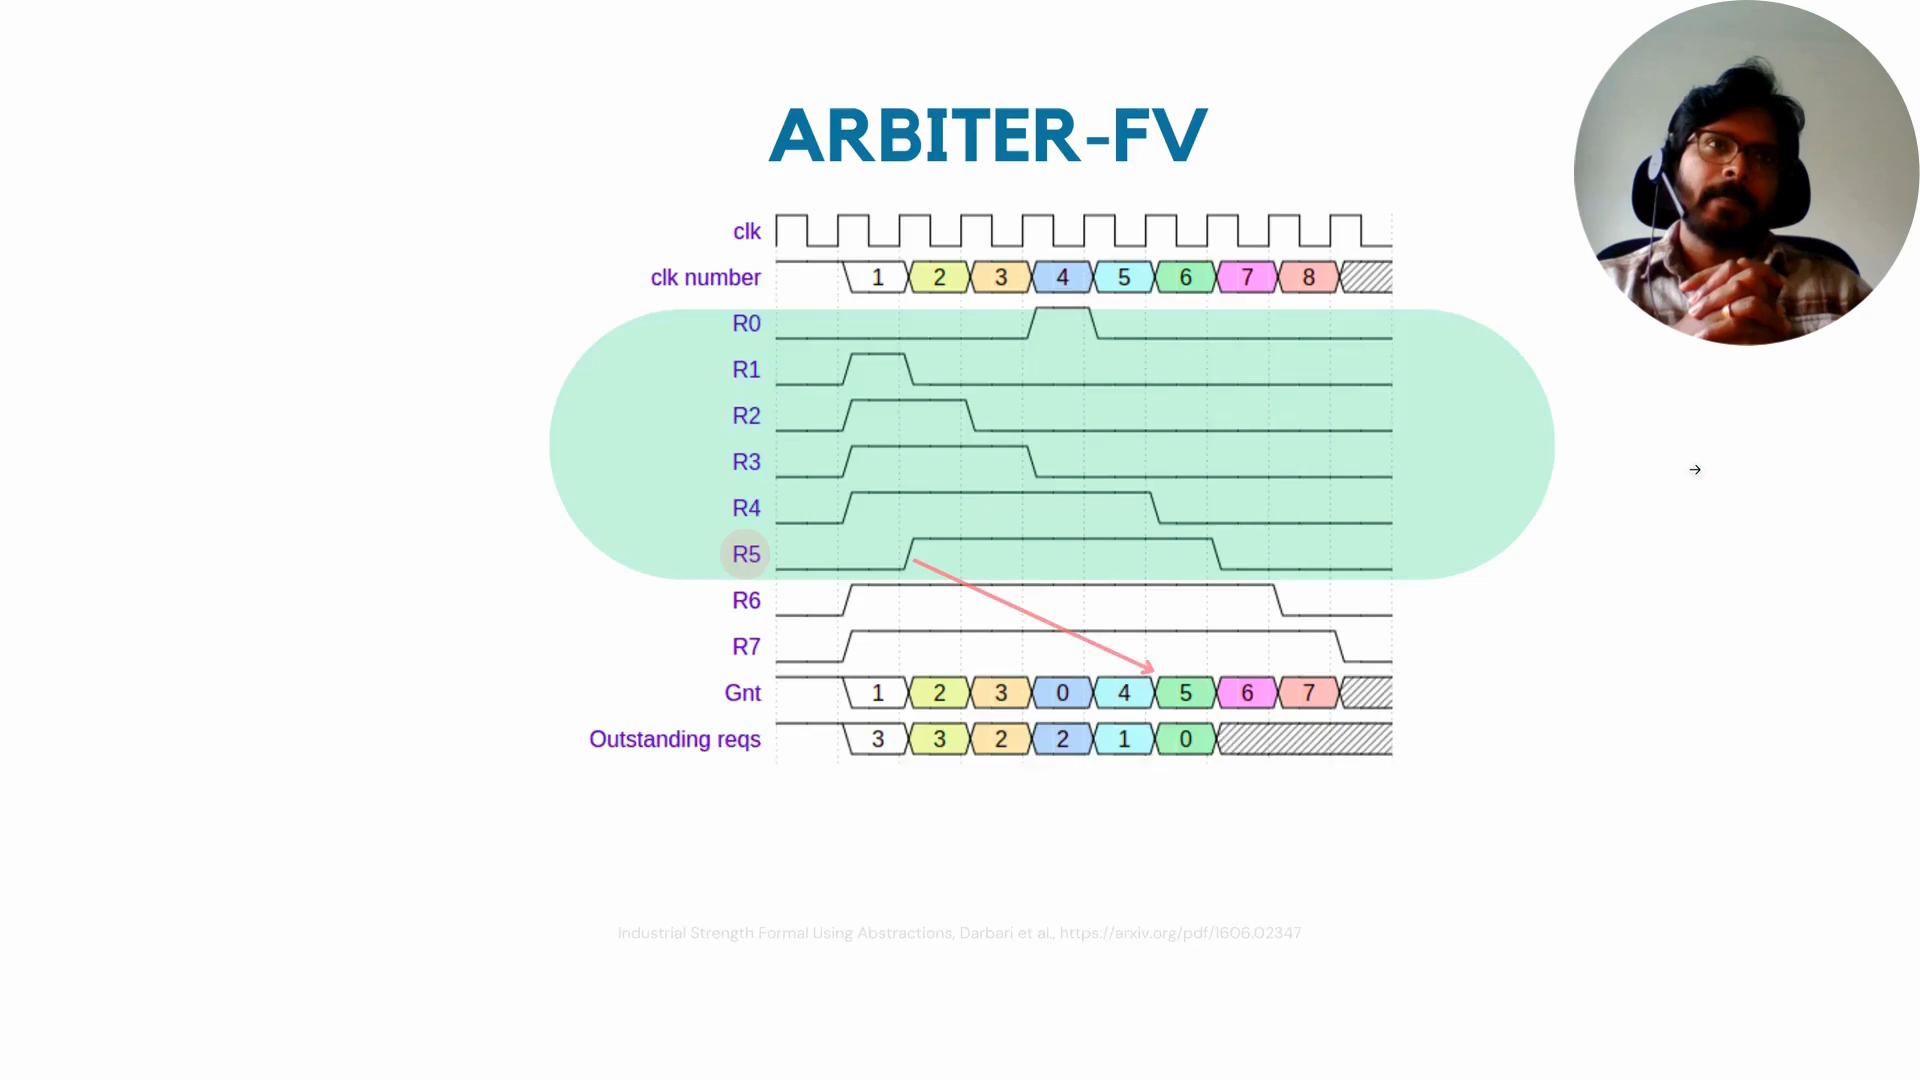 ARBITER-FV
clk
clk number 1 2 3 4 5 6 7 8
R0
R1
R2
R3
R4
R5
R6
R7
Gnt 1 2 3 0 4 5 6 7
Outstanding reqs 3 3 2 2 1 0
Industrial Strength Formal Using Abstractions, Darbari et al., https://arxiv.org/pdf/1606.02347